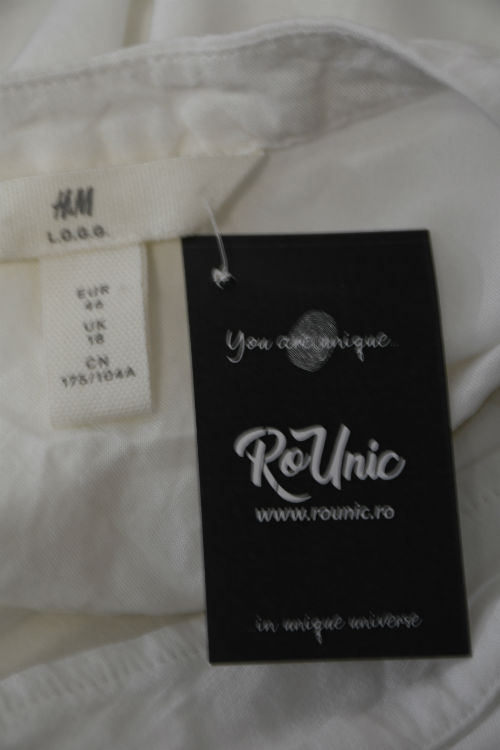 H&M
L.O.G.G.
EUR
44
UK
18
CN
175/104A
You are unique
RoUnic
www.rounic.ro
in unique universe